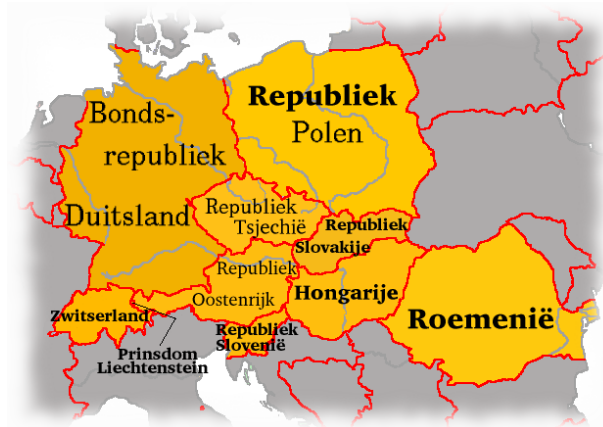 Bonds-
republiek
Duitsland
Republiek
Polen
Republiek
Tsjechië
Republiek
Slovakije
Republiek
Oostenrijk
Hongarije
Roemenië
Zwitserland
Prinsdom
Liechtenstein
Republiek
Slovenië